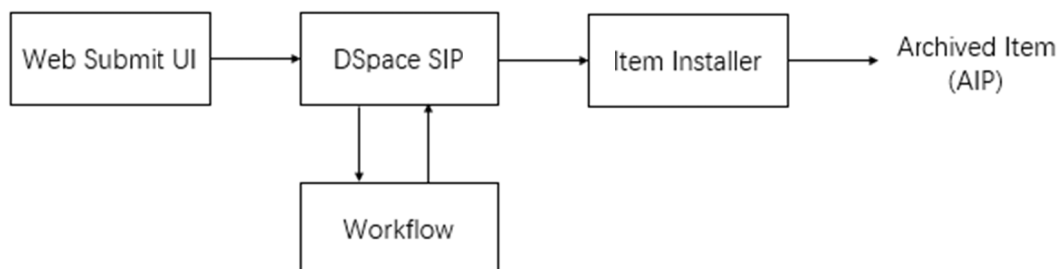 Web Submit UI
DSpace SIP
Item Installer
Archived Item
(AIP)
Workflow